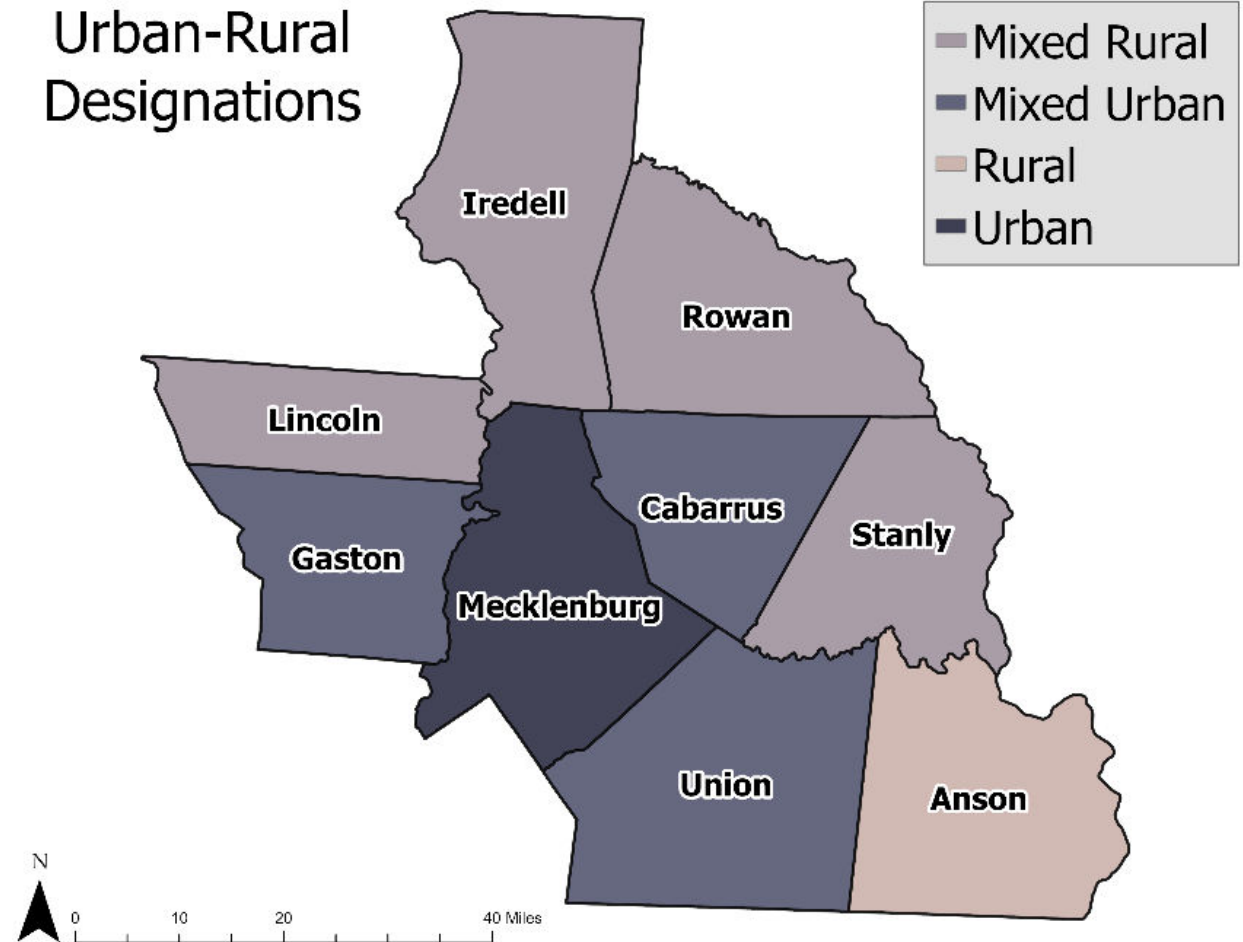 Urban-Rural
Designations
Mixed Rural
Mixed Urban
Rural
Urban
Iredell
Rowan
Lincoln
Cabarrus
Stanly
Gaston
Mecklenburg
Union
Anson
N
0 10 20 40 Miles